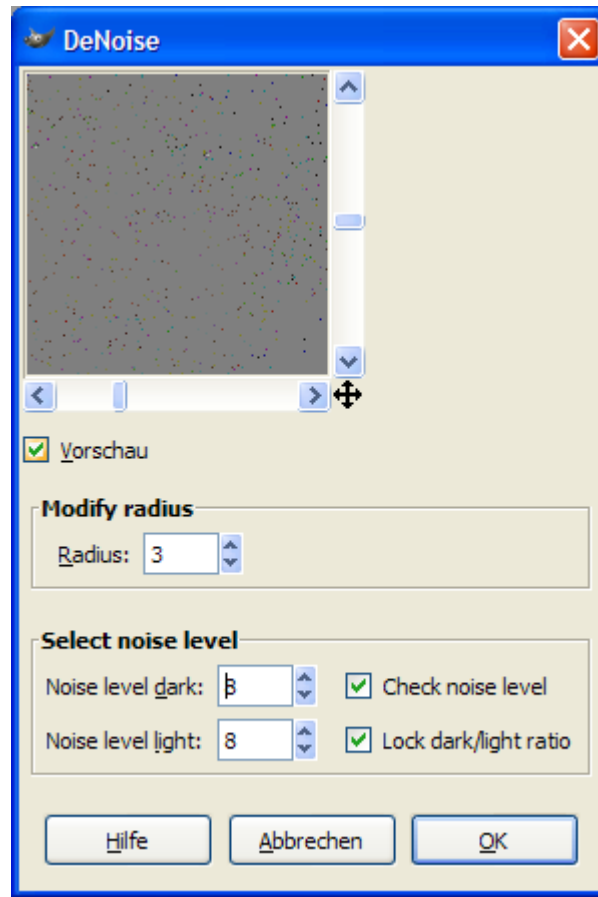 DeNoise
Vorschau
Modify radius
Radius: 3
Select noise level
Noise level dark: Check noise level
Noise level light: 8 Lock dark/light ratio
Hilfe Abbrechen OK